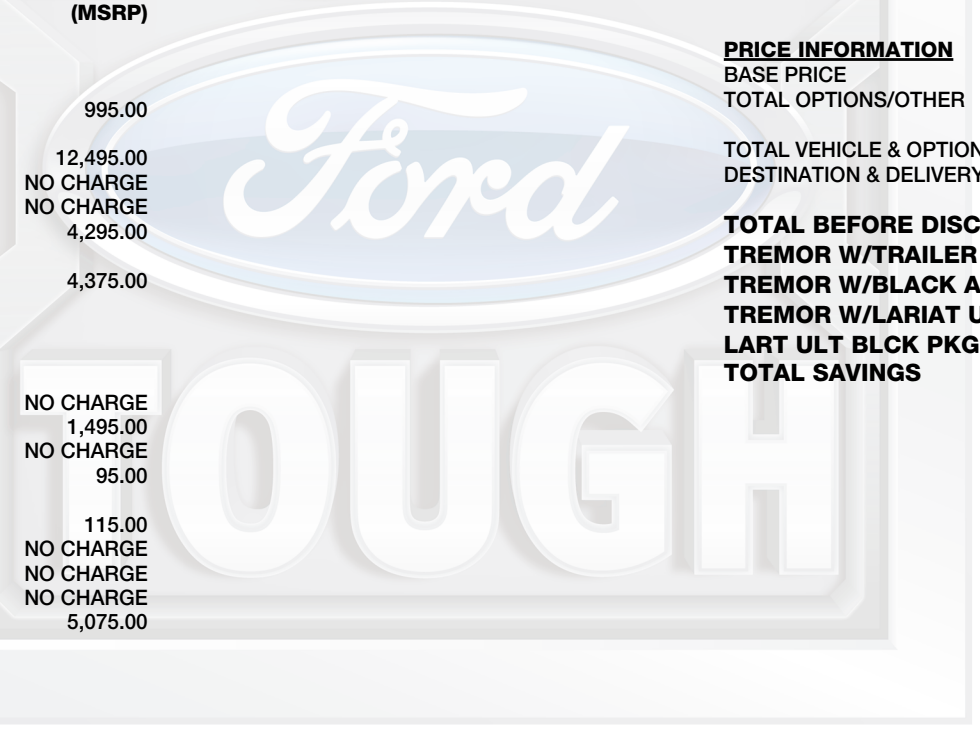 (MSRP)
995.00
12,495.00
NO CHARGE
NO CHARGE
4,295.00
4,375.00
NO CHARGE
1,495.00
NO CHARGE
95.00
115.00
NO CHARGE
NO CHARGE
NO CHARGE
5,075.00
PRICE INFORMATION
BASE PRICE
TOTAL OPTIONS/OTHER
TOTAL VEHICLE & OPTION
DESTINATION & DELIVERY
TOTAL BEFORE DISC
TREMOR W/TRAILER
TREMOR W/BLACK A
TREMOR W/LARIAT U
LART ULT BLCK PKG
TOTAL SAVINGS
Ford
TOUGH